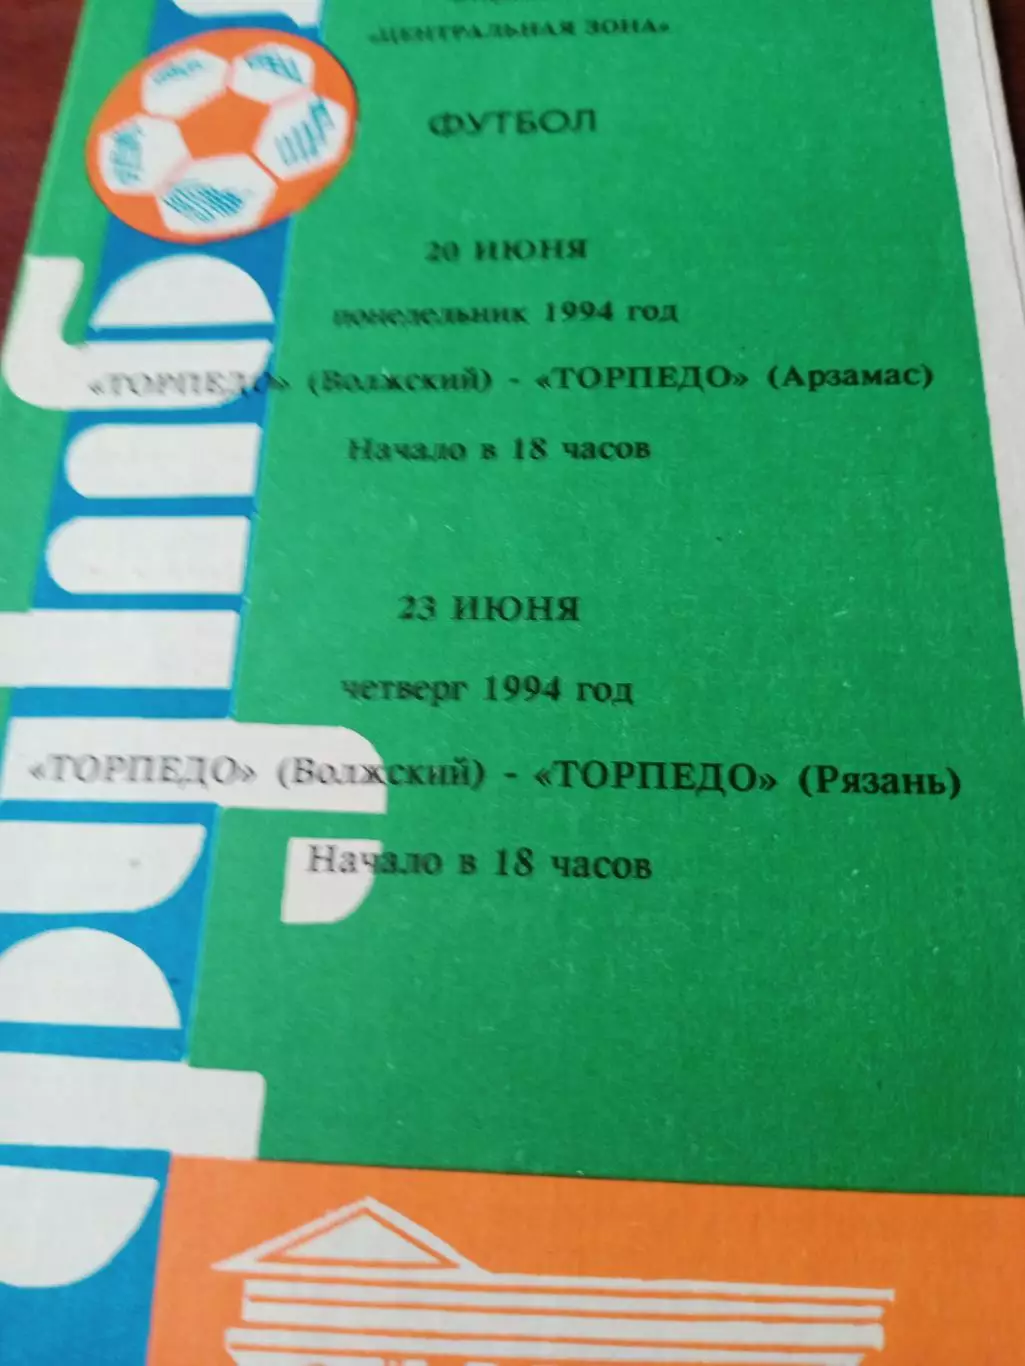 «ЦЕНТРАЛЬНАЯ ЗОНА»
ФУТБОЛ
20 ИЮНЯ
понедельник 1994 год
«ТОРПЕДО» (Волжский) - «ТОРПЕДО» (Арзамас)
Начало в 18 часов
23 ИЮНЯ
четверг 1994 год
«ТОРПЕДО» (Волжский) - «ТОРПЕДО» (Рязань)
Начало в 18 часов